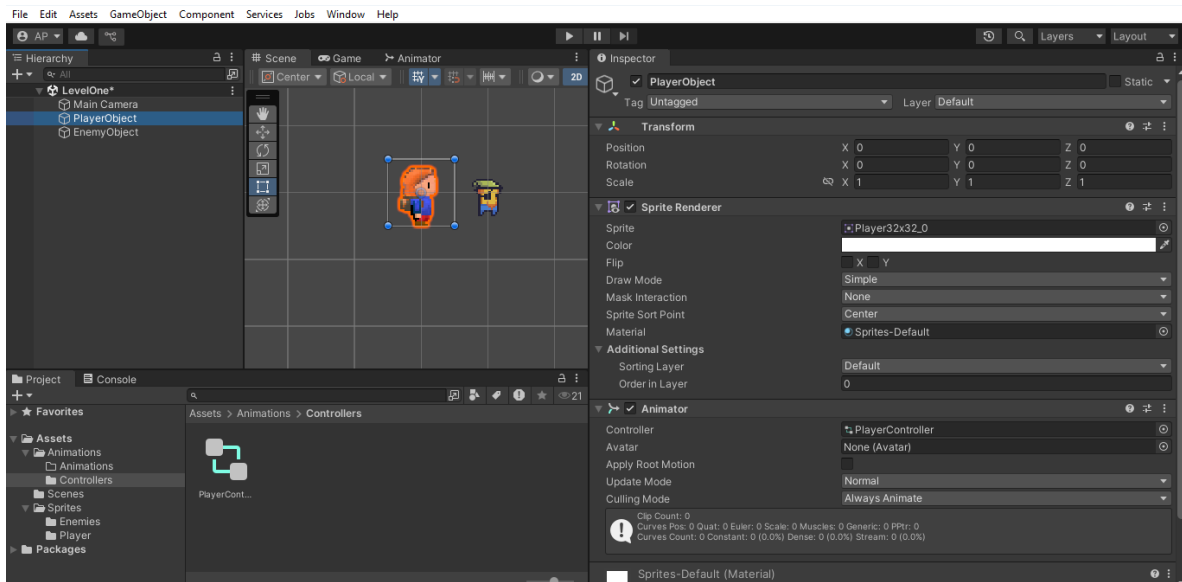 File Edit Assets GameObject Component Services Jobs Window Help
AP
Layers Layout
Hierarchy
All
LevelOne*
Main Camera
PlayerObject
EnemyObject
Scene Game Animator
Center Local 2D
Project Console
21
Favorites
Assets
Animations
Animations
Controllers
Scenes
Sprites
Enemies
Player
Packages
Assets > Animations > Controllers
PlayerCont...
Inspector
PlayerObject Static
Tag Untagged Layer Default
Transform
Position X 0 Y 0 Z 0
Rotation X 0 Y 0 Z 0
Scale X 1 Y 1 Z 1
Sprite Renderer
Sprite Player32x32_0
Color
Flip X Y
Draw Mode Simple
Mask Interaction None
Sprite Sort Point Center
Material Sprites-Default
Additional Settings
Sorting Layer Default
Order in Layer 0
Animator
Controller PlayerController
Avatar None (Avatar)
Apply Root Motion
Update Mode Normal
Culling Mode Always Animate
Clip Count: 0
Curves Pos: 0 Quat: 0 Euler: 0 Scale: 0 Muscles: 0 Generic: 0 PPtr: 0
Curves Count: 0 Constant: 0 (0.0%) Dense: 0 (0.0%) Stream: 0 (0.0%)
Sprites-Default (Material)